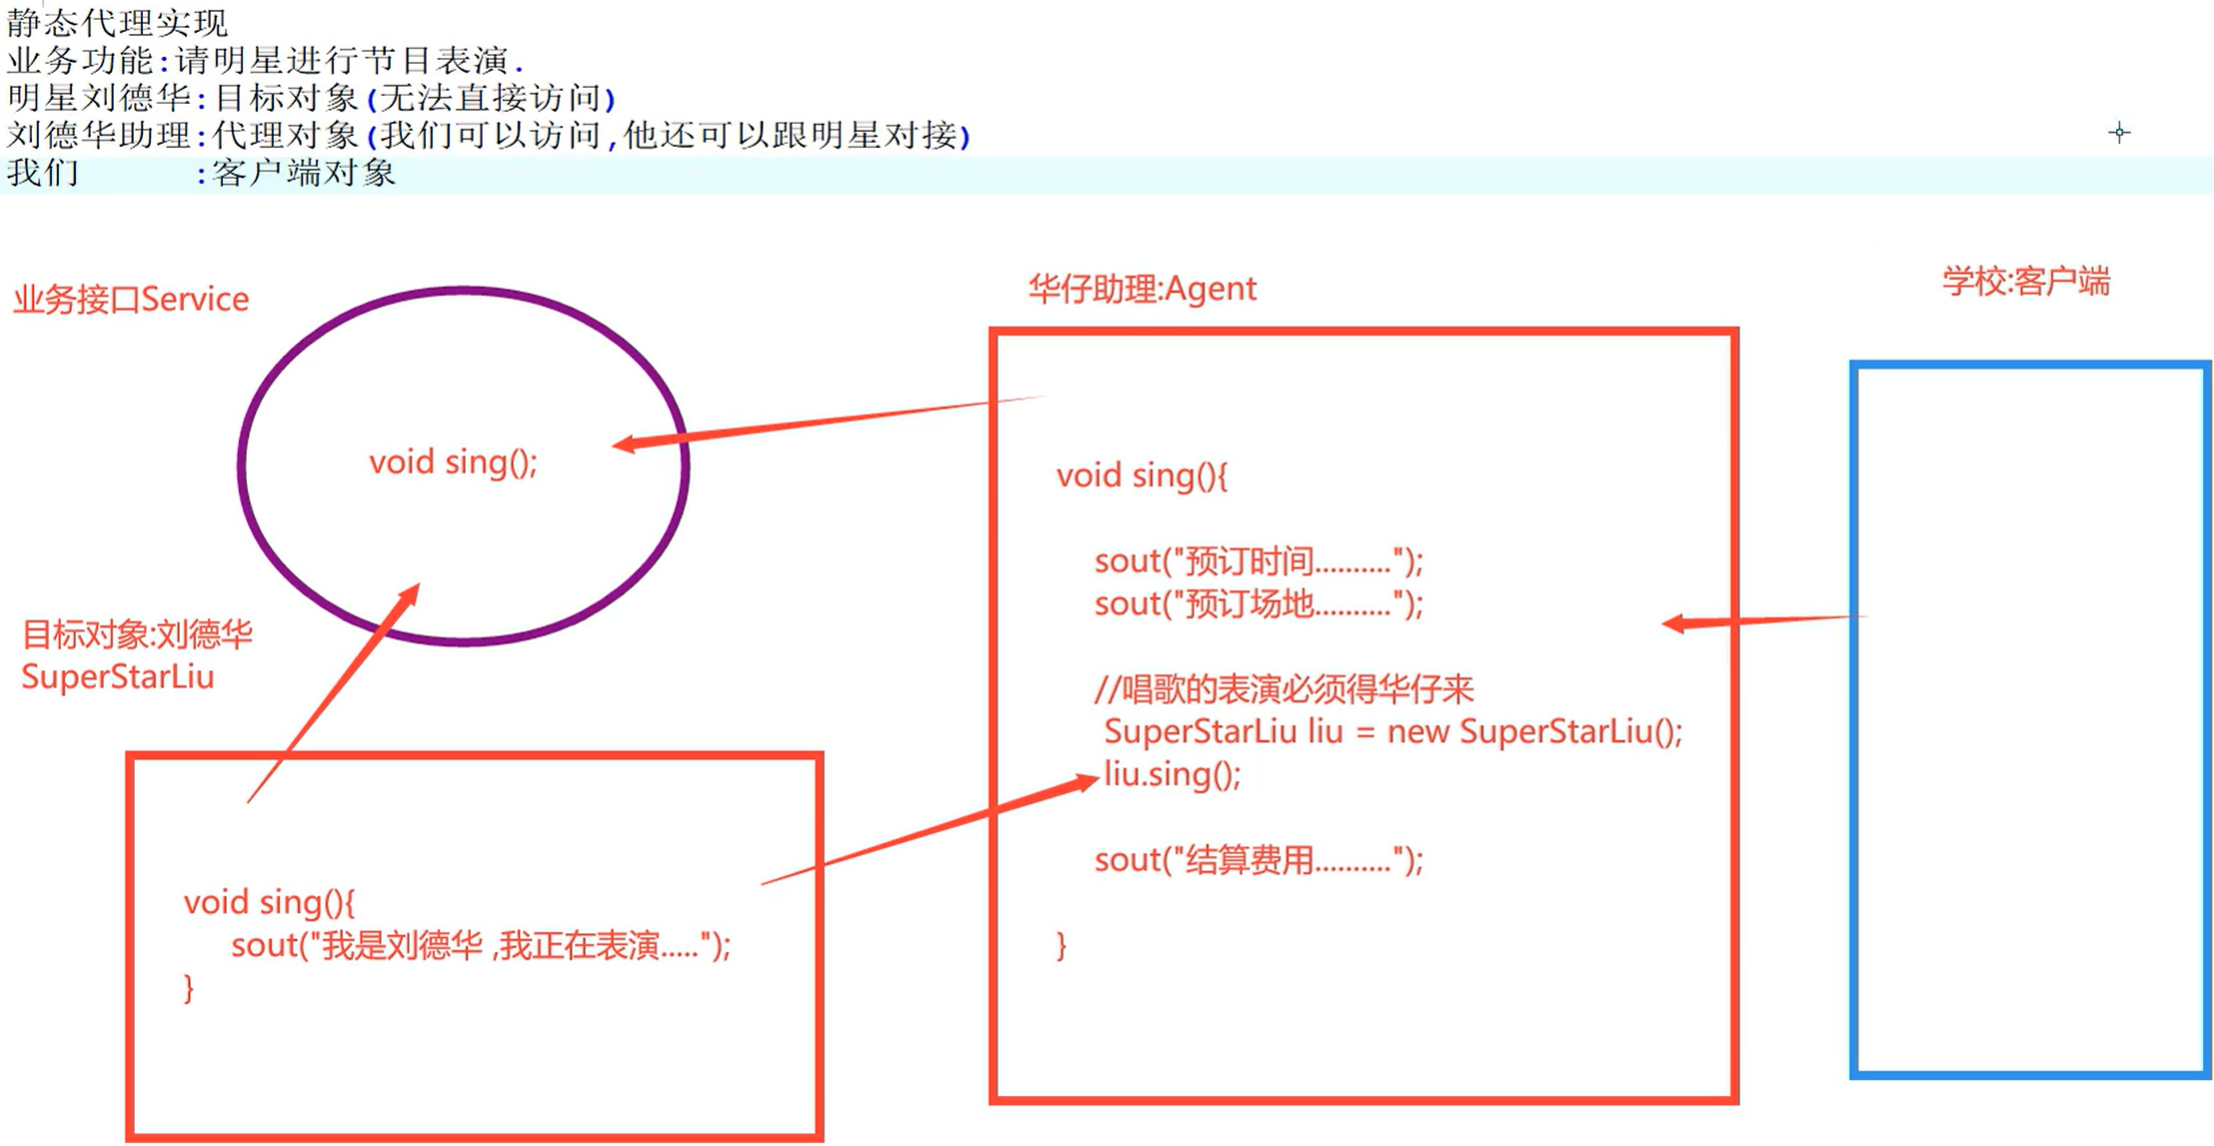 静态代理实现
业务功能:请明星进行节目表演.
明星刘德华:目标对象(无法直接访问)
刘德华助理:代理对象(我们可以访问,他还可以跟明星对接)
我们      :客户端对象
业务接口Service
void sing();
目标对象:刘德华
SuperStarLiu
void sing(){
sout("我是刘德华 ,我正在表演.....");
}
华仔助理:Agent
void sing(){
sout("预订时间..........");
sout("预订场地..........");
//唱歌的表演必须得华仔来
SuperStarLiu liu = new SuperStarLiu();
liu.sing();
sout("结算费用..........");
}
学校:客户端